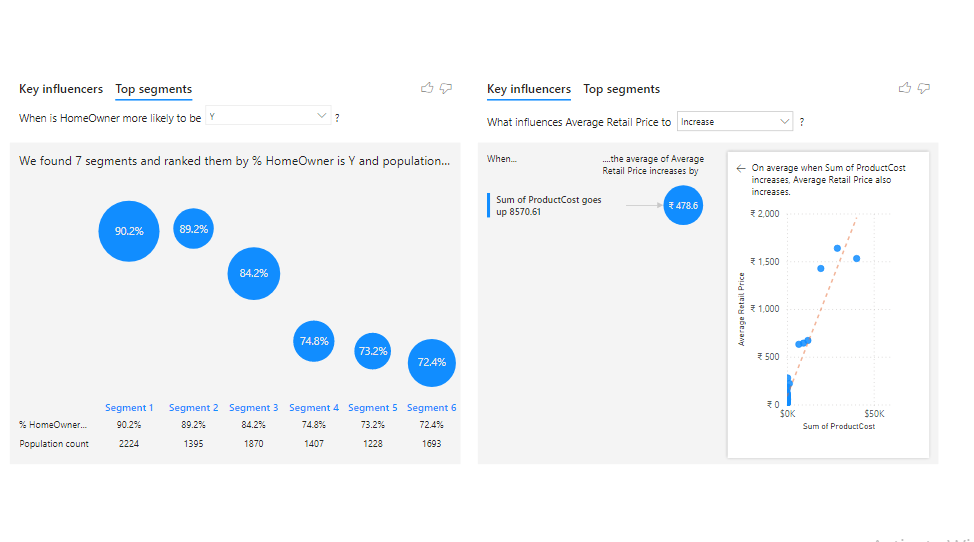 Key influencers Top segments
When is HomeOwner more likely to be Y ?
We found 7 segments and ranked them by % HomeOwner is Y and population...
90.2%
89.2%
84.2%
74.8%
73.2%
72.4%
Segment 1 Segment 2 Segment 3 Segment 4 Segment 5 Segment 6
% HomeOwner... 90.2% 89.2% 84.2% 74.8% 73.2% 72.4%
Population count 2224 1395 1870 1407 1228 1693
Key influencers Top segments
What influences Average Retail Price to Increase ?
When...
....the average of Average
Retail Price increases by
Sum of ProductCost goes
up 8570.61
₹ 478.6
On average when Sum of ProductCost
increases, Average Retail Price also
increases.
₹ 2,000
₹ 1,500
₹ 1,000
₹ 500
₹ 0
Average Retail Price
$0K $50K
Sum of ProductCost